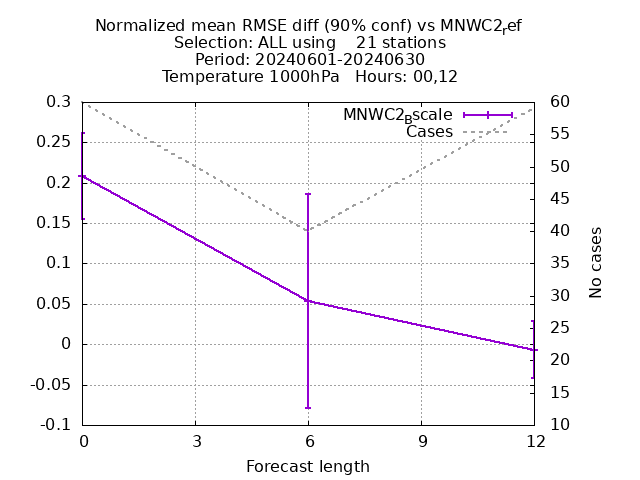 Normalized mean RMSE diff (90% conf) vs MNWC2ref
Selection: ALL using    21 stations
Period: 20240601-20240630
Temperature 1000hPa   Hours: 00,12
MNWC2Bscale
Cases
0.3
0.25
0.2
0.15
0.1
0.05
0
-0.05
-0.1
60
55
50
45
40
35
30
25
20
15
10
No cases
0 3 6 9 12
Forecast length